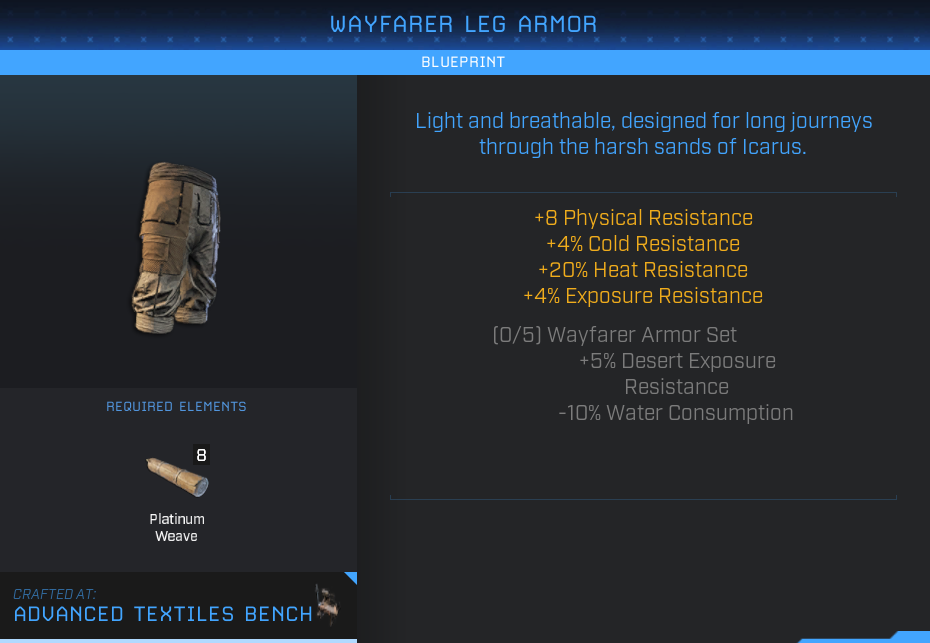 WAYFARER LEG ARMOR
BLUEPRINT
Light and breathable, designed for long journeys
through the harsh sands of Icarus.
+8 Physical Resistance
+4% Cold Resistance
+20% Heat Resistance
+4% Exposure Resistance
(0/5) Wayfarer Armor Set
+5% Desert Exposure
Resistance
-10% Water Consumption
REQUIRED ELEMENTS
8
Platinum
Weave
CRAFTED AT:
ADVANCED TEXTILES BENCH